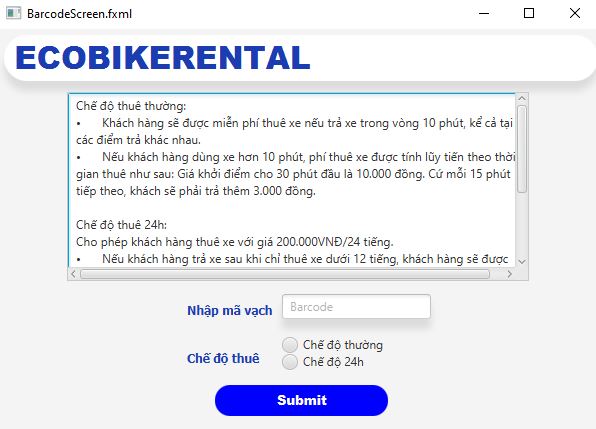 BarcodeScreen.fxml
ECOBIKERENTAL
Chế độ thuê thường:
• Khách hàng sẽ được miễn phí thuê xe nếu trả xe trong vòng 10 phút, kể cả tại
các điểm trả khác nhau.
• Nếu khách hàng dùng xe hơn 10 phút, phí thuê xe được tính lũy tiến theo thời
gian thuê như sau: Giá khởi điểm cho 30 phút đầu là 10.000 đồng. Cứ mỗi 15 phút
tiếp theo, khách sẽ phải trả thêm 3.000 đồng.
Chế độ thuê 24h:
Cho phép khách hàng thuê xe với giá 200.000VNĐ/24 tiếng.
• Nếu khách hàng trả xe sau khi chỉ thuê xe dưới 12 tiếng, khách hàng sẽ được
Nhập mã vạch
Barcode
Chế độ thuê
Chế độ thường
Chế độ 24h
Submit